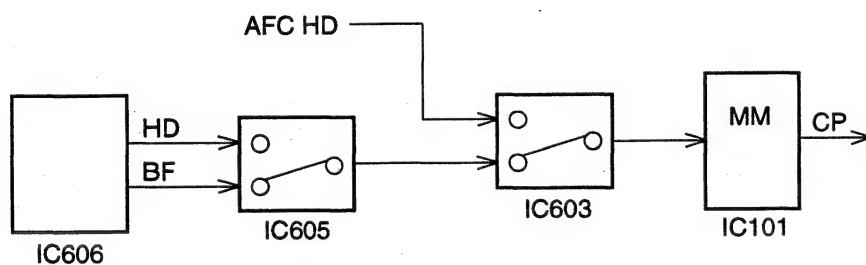 AFC HD
HD
BF
MM
CP
IC606
IC605
IC603
IC101